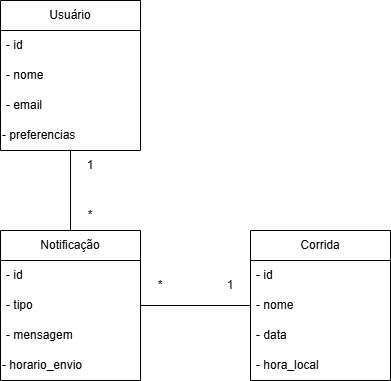 Usuário
- id
- nome
- email
- preferencias
1
*
Notificação
- id
- tipo
- mensagem
- horario_envio
* 1
Corrida
- id
- nome
- data
- hora_local